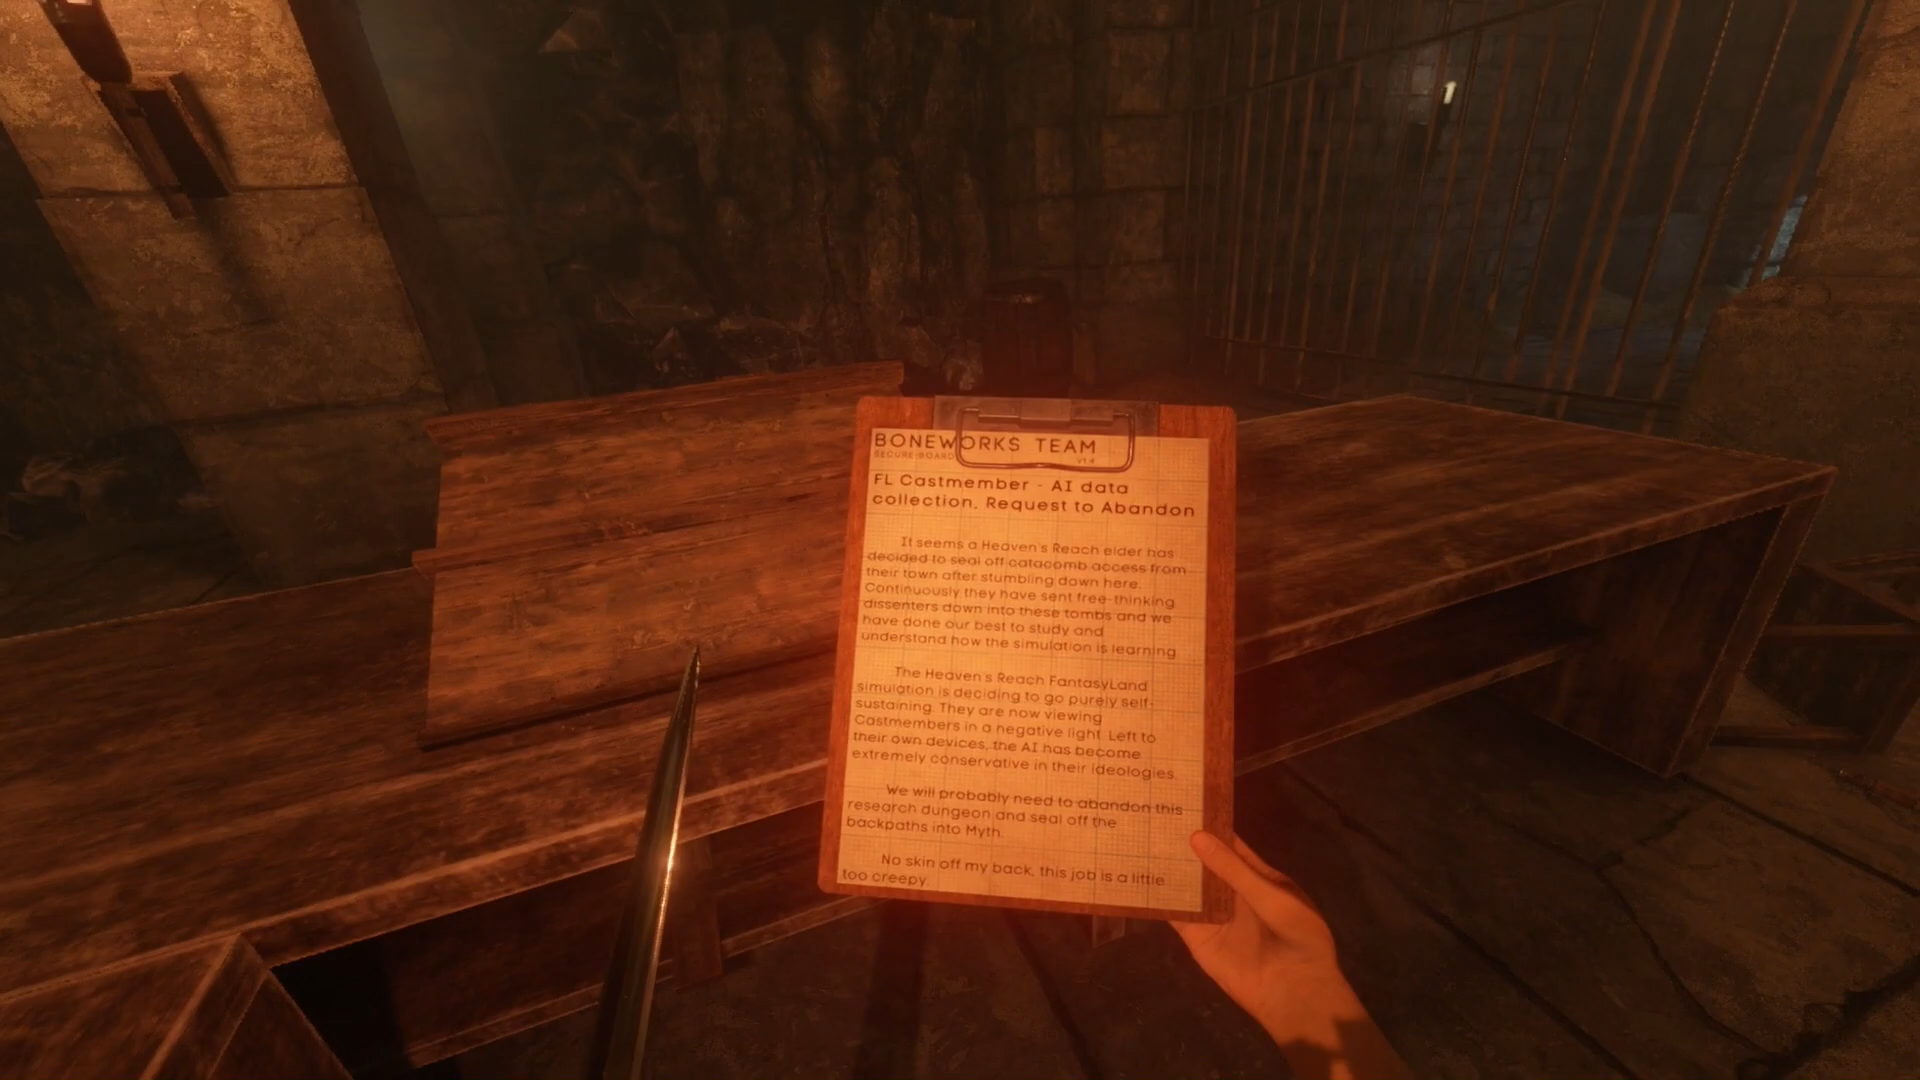 BONEWORKS TEAM
SECURE-BOARD V1.4
FL Castmember - AI data
collection, Request to Abandon
It seems a Heaven's Reach elder has
decided to seal off catacomb access from
their town after stumbling down here.
Continuously they have sent free-thinking
dissenters down into these tombs and we
have done our best to study and
understand how the simulation is learning
The Heaven's Reach FantasyLand
simulation is deciding to go purely self-
sustaining. They are now viewing
Castmembers in a negative light. Left to
their own devices, the AI has become
extremely conservative in their ideologies.
We will probably need to abandon this
research dungeon and seal off the
backpaths into Myth.
No skin off my back, this job is a little
too creepy.